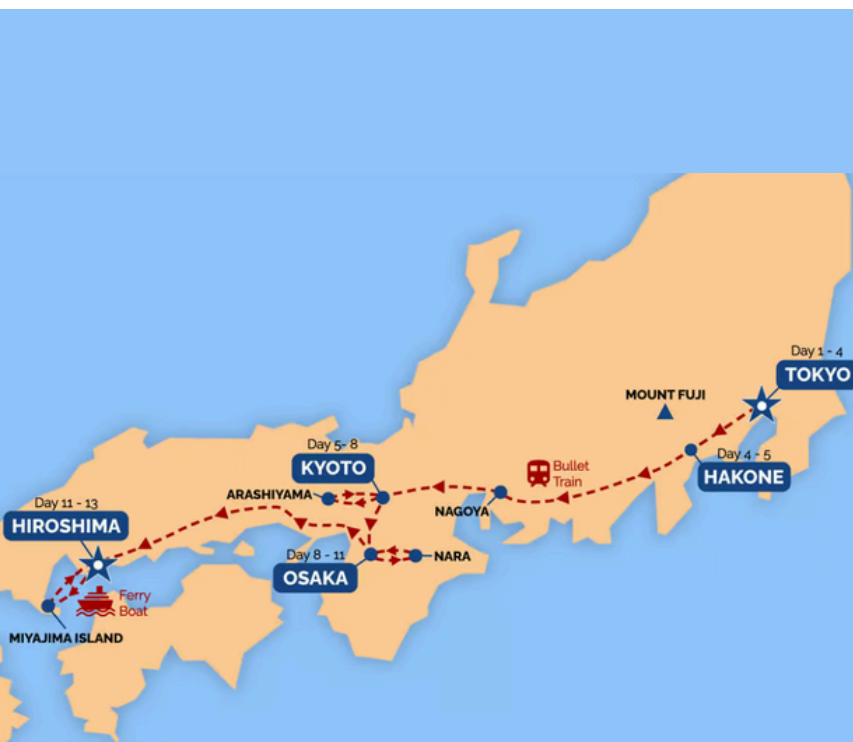 Day 1 - 4
TOKYO
MOUNT FUJI
Day 4 - 5
HAKONE
Bullet
Train
NAGOYA
Day 5- 8
KYOTO
ARASHIYAMA
Day 8 - 11
OSAKA
NARA
Day 11 - 13
HIROSHIMA
Ferry
Boat
MIYAJIMA ISLAND